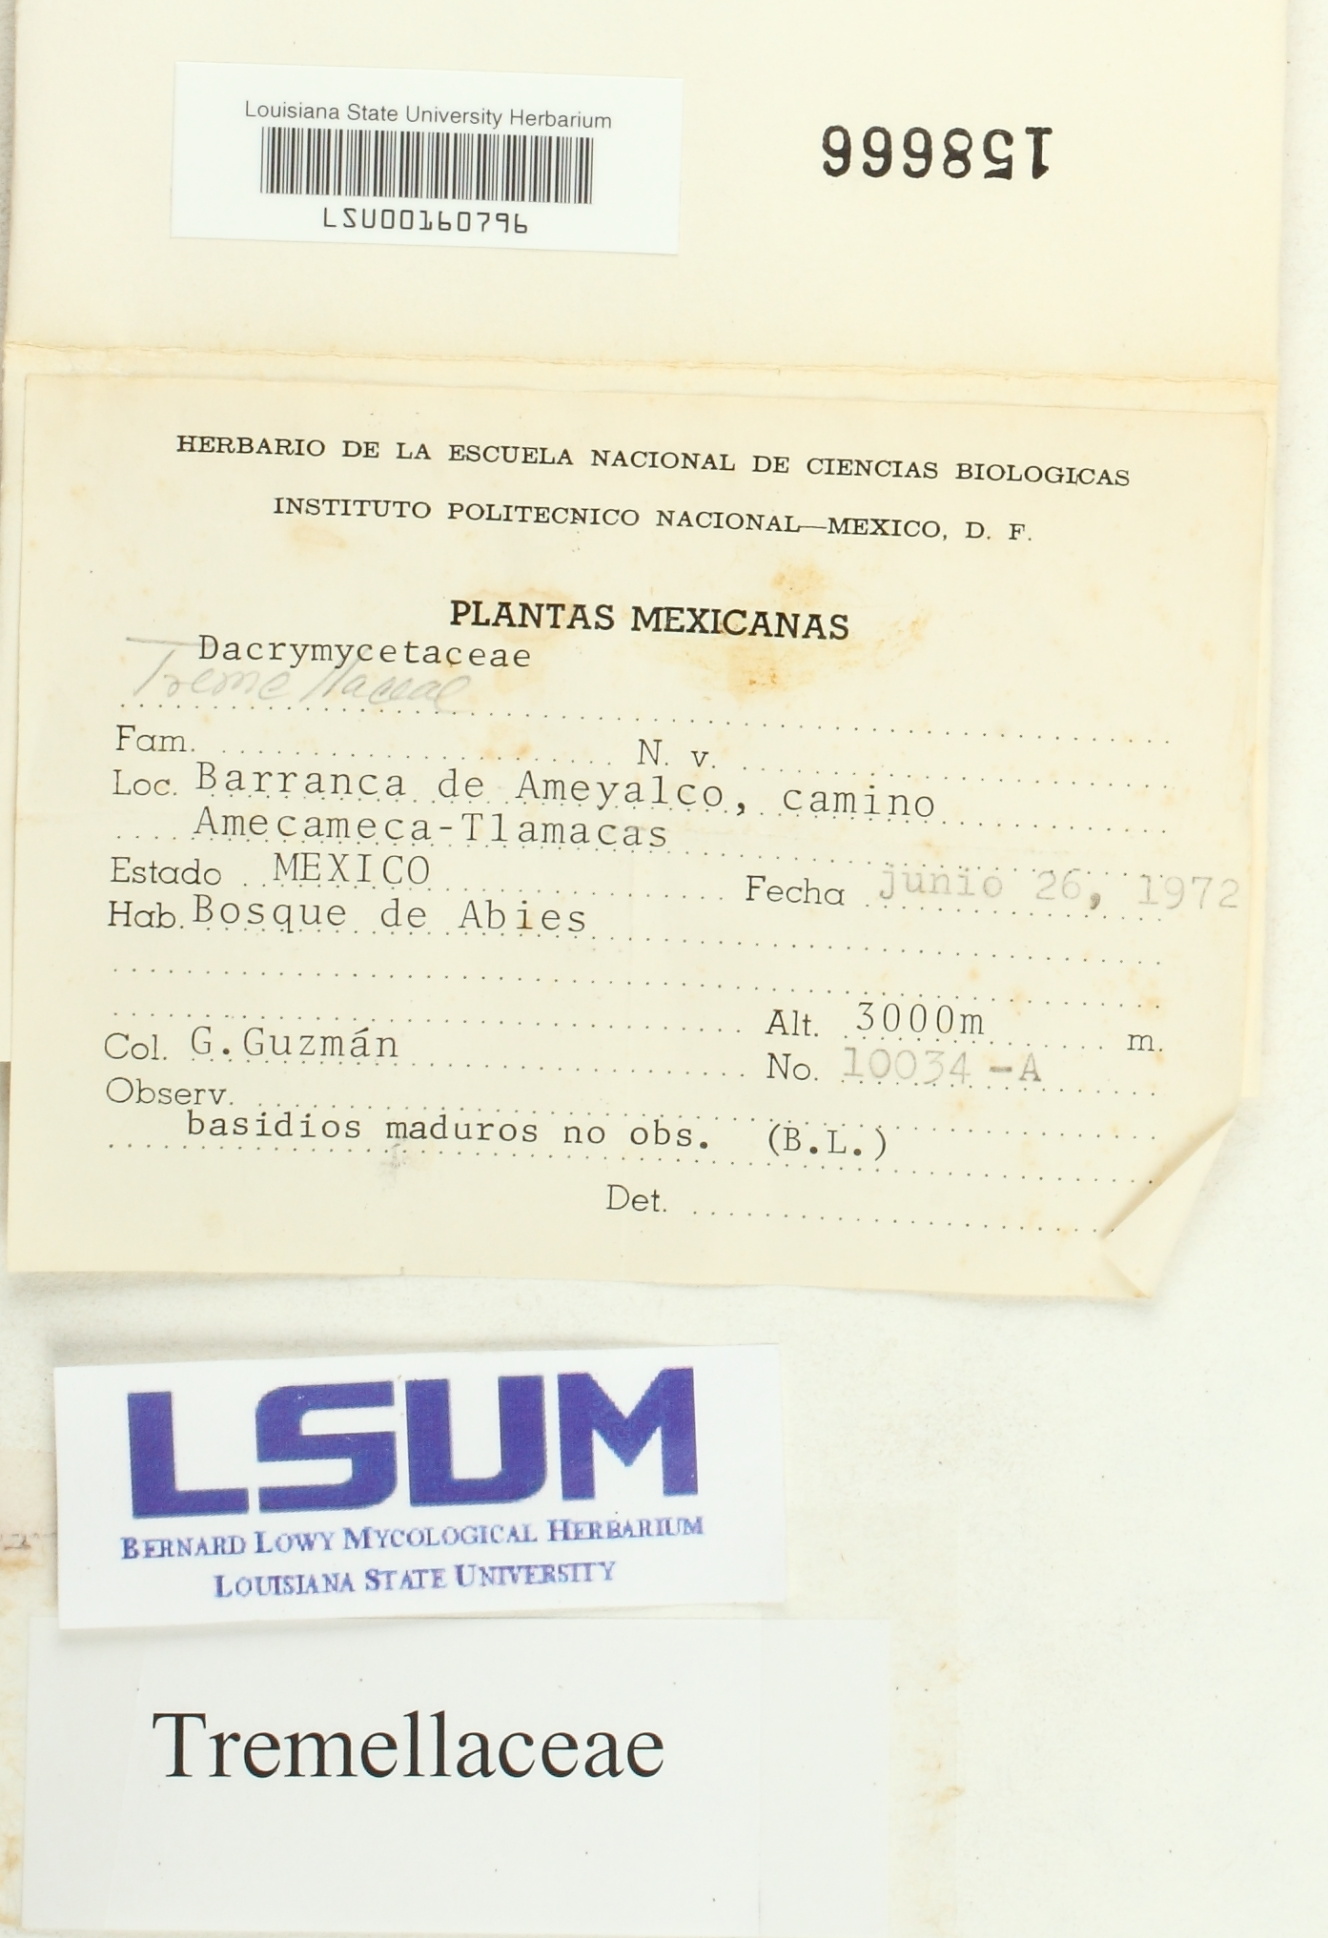 Louisiana State University Herbarium
LSU00160796
158666
HERBARIO DE LA ESCUELA NACIONAL DE CIENCIAS BIOLOGICAS
INSTITUTO POLITECNICO NACIONAL—MEXICO, D. F.
PLANTAS MEXICANAS
Dacrymycetaceae
Tremellaceae
Fam. N. v.
Loc. Barranca de Ameyalco, camino
Amecameca-Tlamacas
Estado MEXICO Fecha junio 26, 1972
Hab. Bosque de Abies
Alt. 3000m m.
Col. G.Guzmán No. 10034-A
Observ.
basidios maduros no obs. (B.L.)
Det.
LSUM
BERNARD LOWY MYCOLOGICAL HERBARIUM
LOUISIANA STATE UNIVERSITY
Tremellaceae